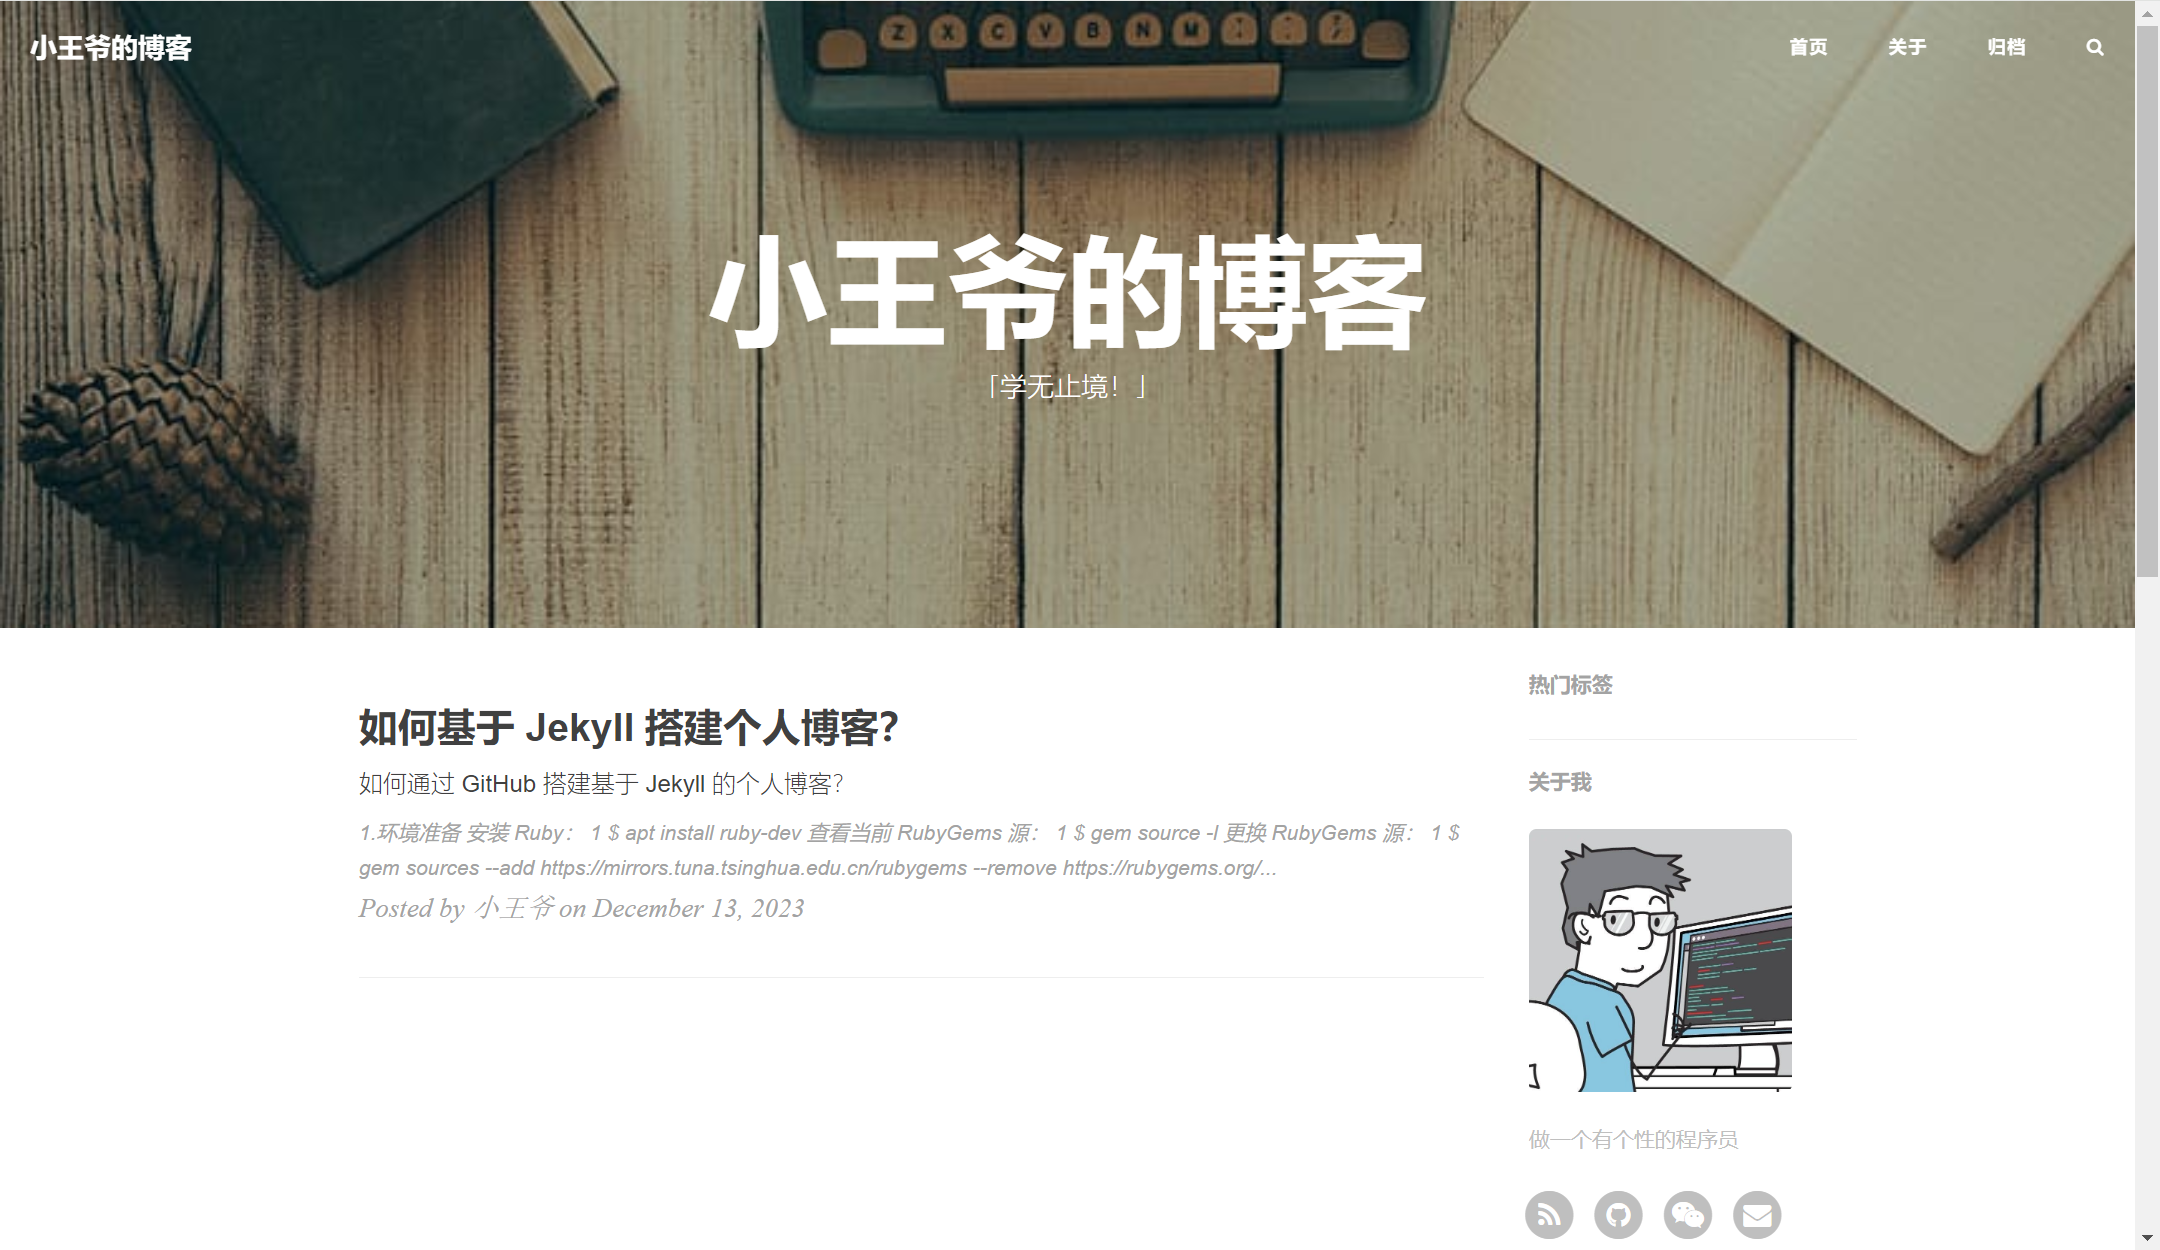 小王爷的博客
首页 关于 归档
Z X C V B N M
小王爷的博客
「学无止境！」
如何基于 Jekyll 搭建个人博客？
如何通过 GitHub 搭建基于 Jekyll 的个人博客？
1.环境准备 安装 Ruby： 1 $ apt install ruby-dev 查看当前 RubyGems 源： 1 $ gem source -l 更换 RubyGems 源： 1 $
gem sources --add https://mirrors.tuna.tsinghua.edu.cn/rubygems --remove https://rubygems.org/...
Posted by 小王爷 on December 13, 2023
热门标签
关于我
做一个有个性的程序员